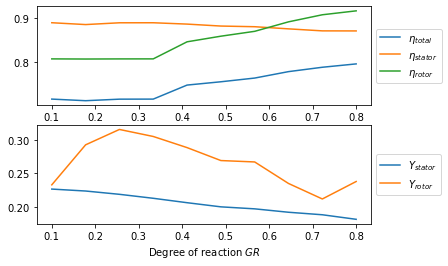 0.9
0.8
0.1 0.2 0.3 0.4 0.5 0.6 0.7 0.8
η_total
η_stator
η_rotor
0.30
0.25
0.20
0.1 0.2 0.3 0.4 0.5 0.6 0.7 0.8
Degree of reaction GR
Y_stator
Y_rotor